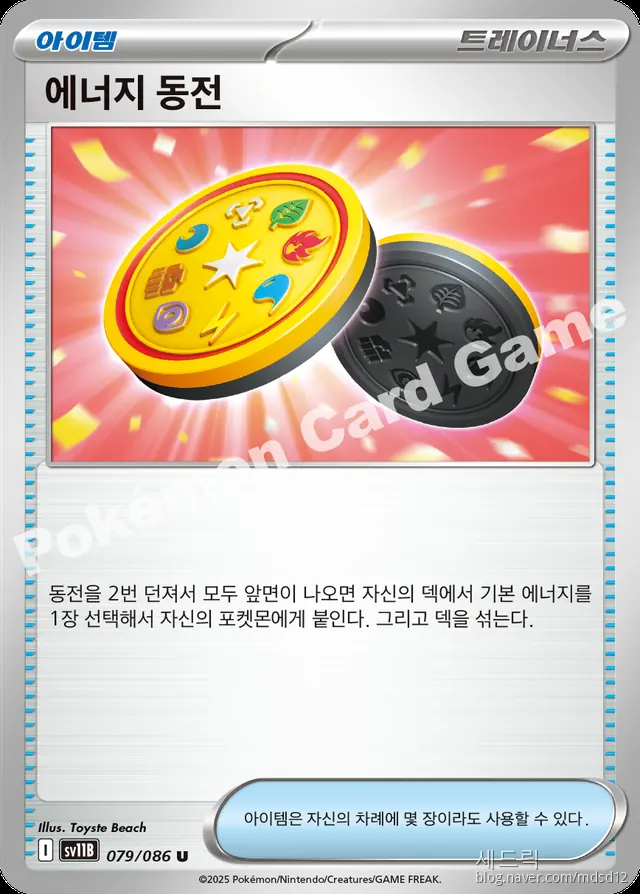 아이템
트레이너스
에너지 동전
Pokémon Card Game
동전을 2번 던져서 모두 앞면이 나오면 자신의 덱에서 기본 에너지를
1장 선택해서 자신의 포켓몬에게 붙인다. 그리고 덱을 섞는다.
아이템은 자신의 차례에 몇 장이라도 사용할 수 있다.
Illus. Toyste Beach
I sv11B 079/086 U
©2025 Pokémon/Nintendo/Creatures/GAME FREAK.
세드릭
blog.naver.com/mdsd12